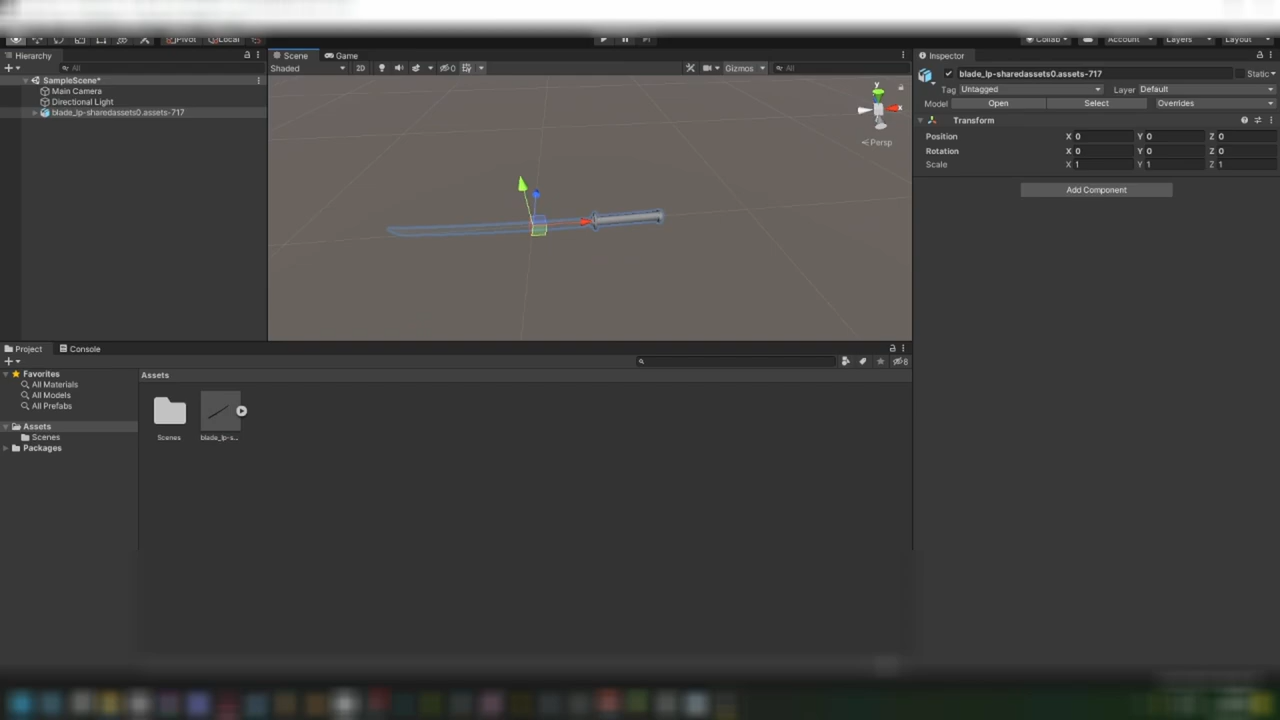 Pivot Local Collab Account Layers Layout
Hierarchy
All
SampleScene*
Main Camera
Directional Light
blade_lp-sharedassets0.assets-717
Scene Game
Shaded 2D 0 Gizmos All
y
x
Persp
Inspector
blade_lp-sharedassets0.assets-717 Static
Tag Untagged Layer Default
Model Open Select Overrides
Transform
Position X 0 Y 0 Z 0
Rotation X 0 Y 0 Z 0
Scale X 1 Y 1 Z 1
Add Component
Project Console
8
Favorites
All Materials
All Models
All Prefabs
Assets
Scenes
Packages
Assets
Scenes blade_lp-s...